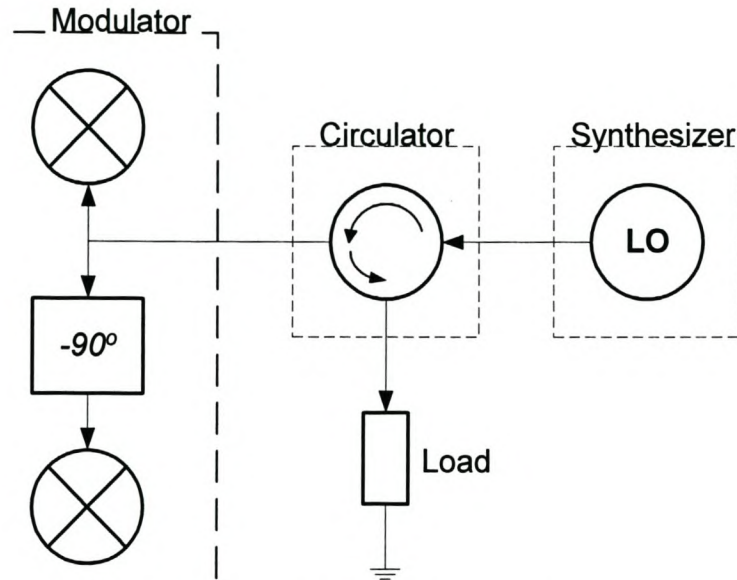 Modulator
Circulator
Synthesizer
LO
-90º
Load